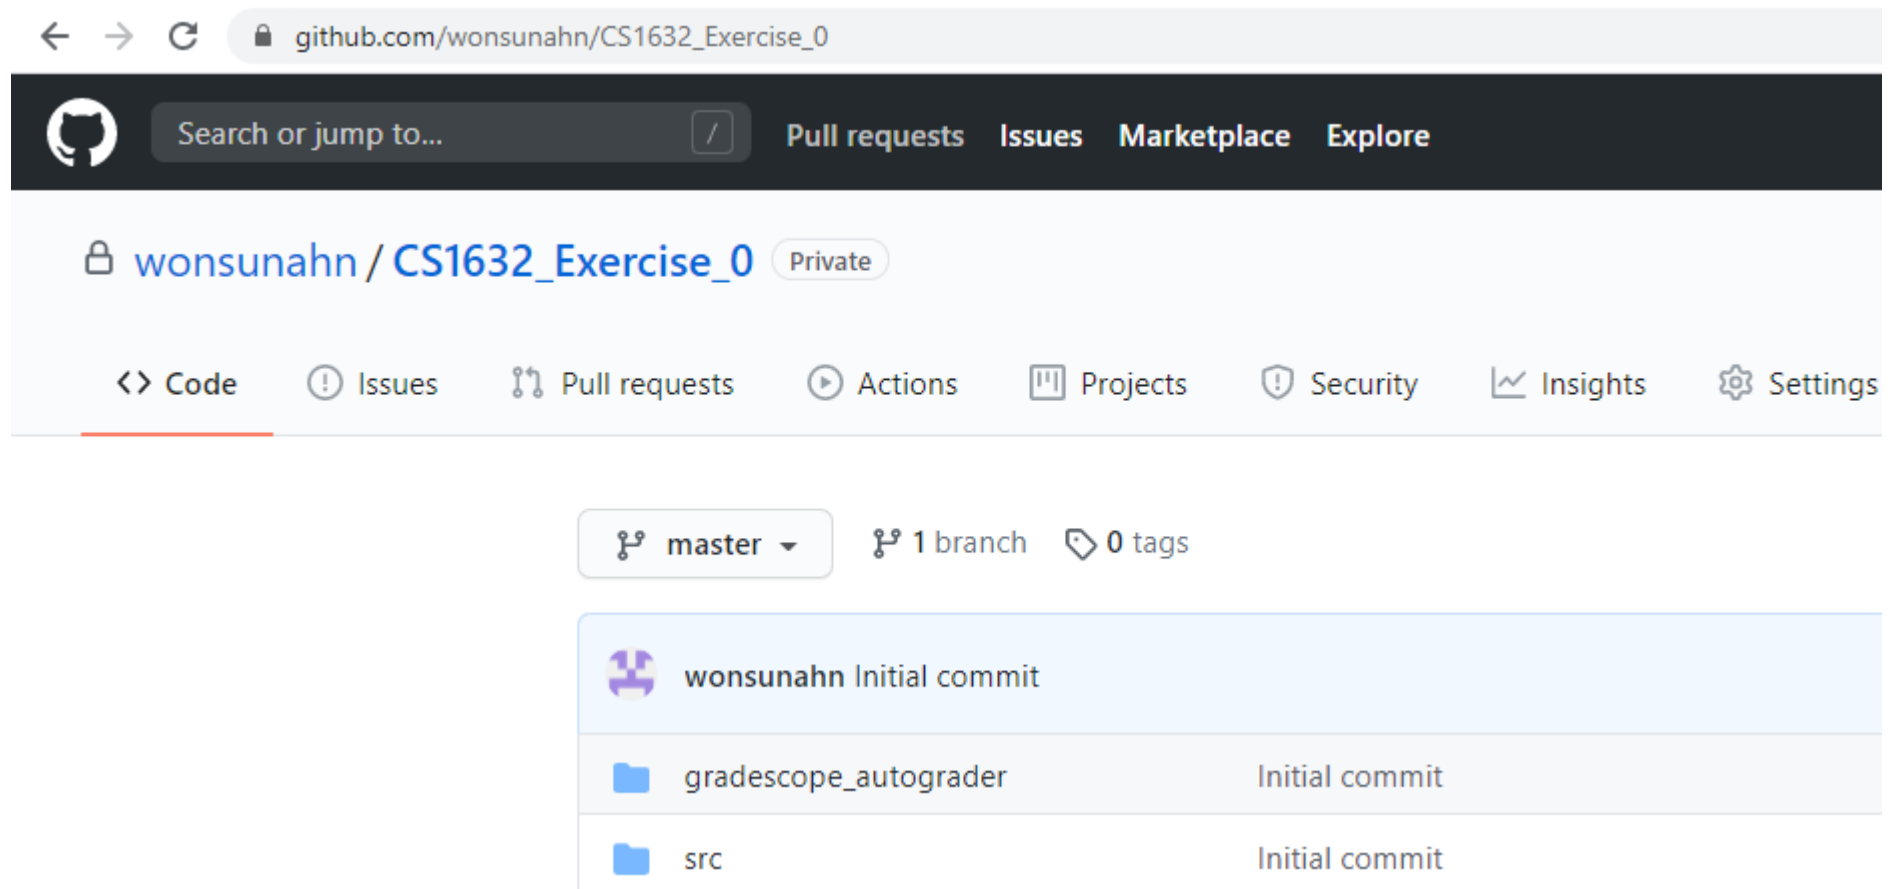 github.com/wonsunahn/CS1632_Exercise_0
Search or jump to... / Pull requests Issues Marketplace Explore
wonsunahn / CS1632_Exercise_0 Private
Code Issues Pull requests Actions Projects Security Insights Settings
master 1 branch 0 tags
wonsunahn Initial commit
gradescope_autograder Initial commit
src Initial commit